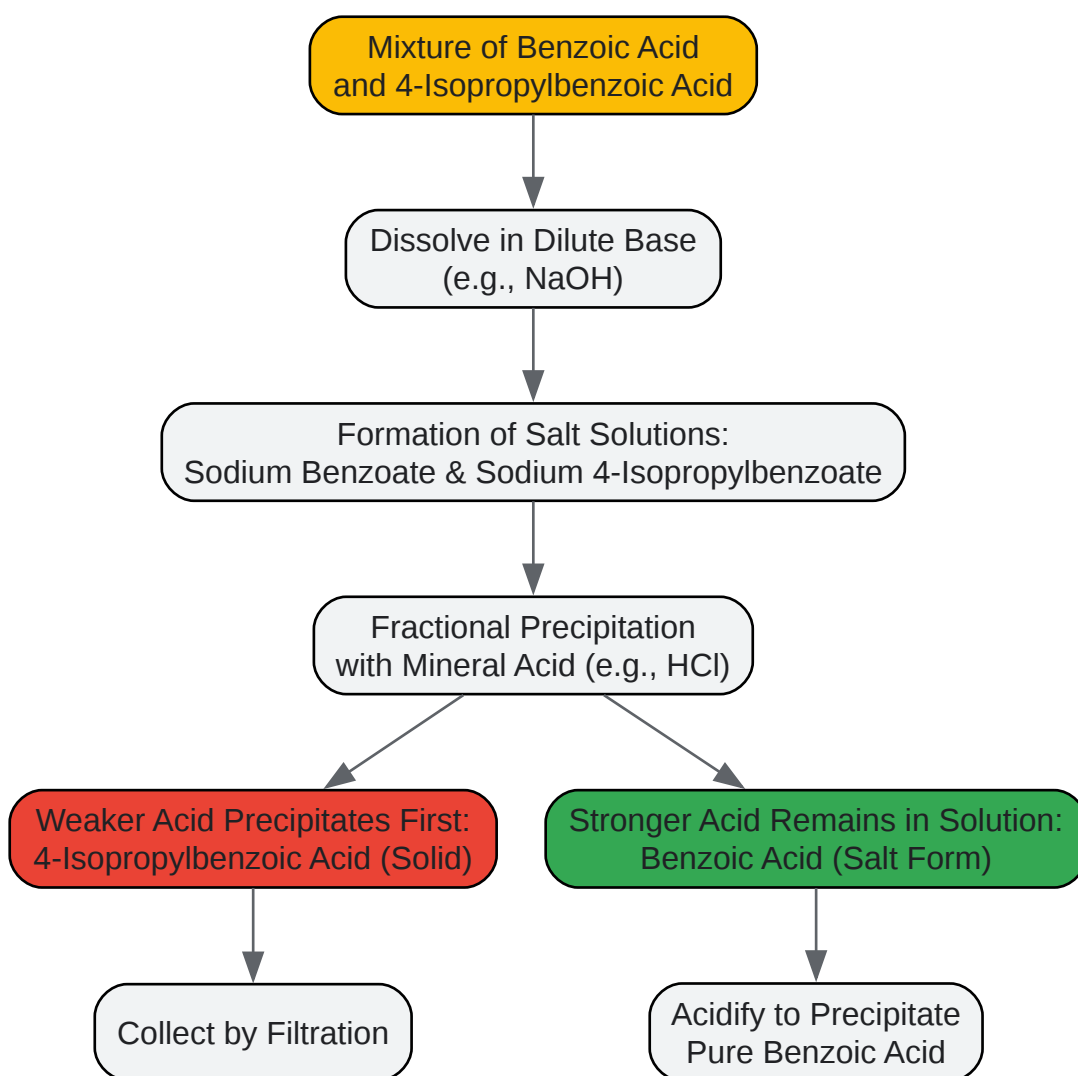 Mixture of Benzoic Acid
and 4-Isopropylbenzoic Acid
Dissolve in Dilute Base
(e.g., NaOH)
Formation of Salt Solutions:
Sodium Benzoate & Sodium 4-Isopropylbenzoate
Fractional Precipitation
with Mineral Acid (e.g., HCl)
Weaker Acid Precipitates First:
4-Isopropylbenzoic Acid (Solid)
Stronger Acid Remains in Solution:
Benzoic Acid (Salt Form)
Collect by Filtration
Acidify to Precipitate
Pure Benzoic Acid